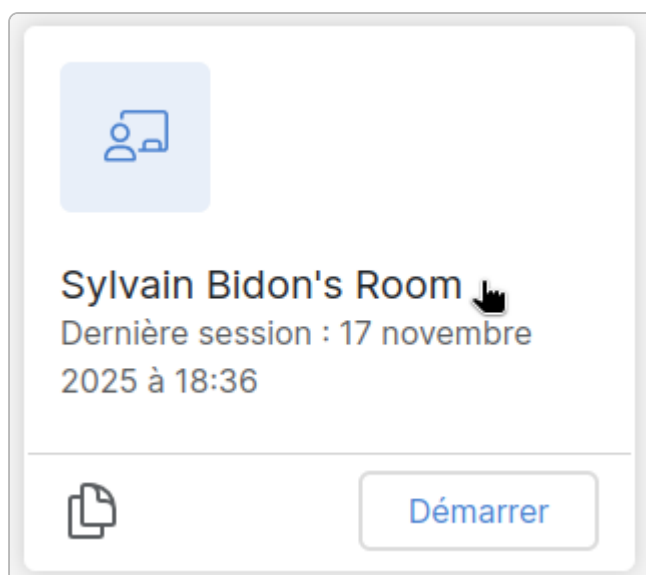 Sylvain Bidon's Room
Dernière session : 17 novembre
2025 à 18:36
Démarrer